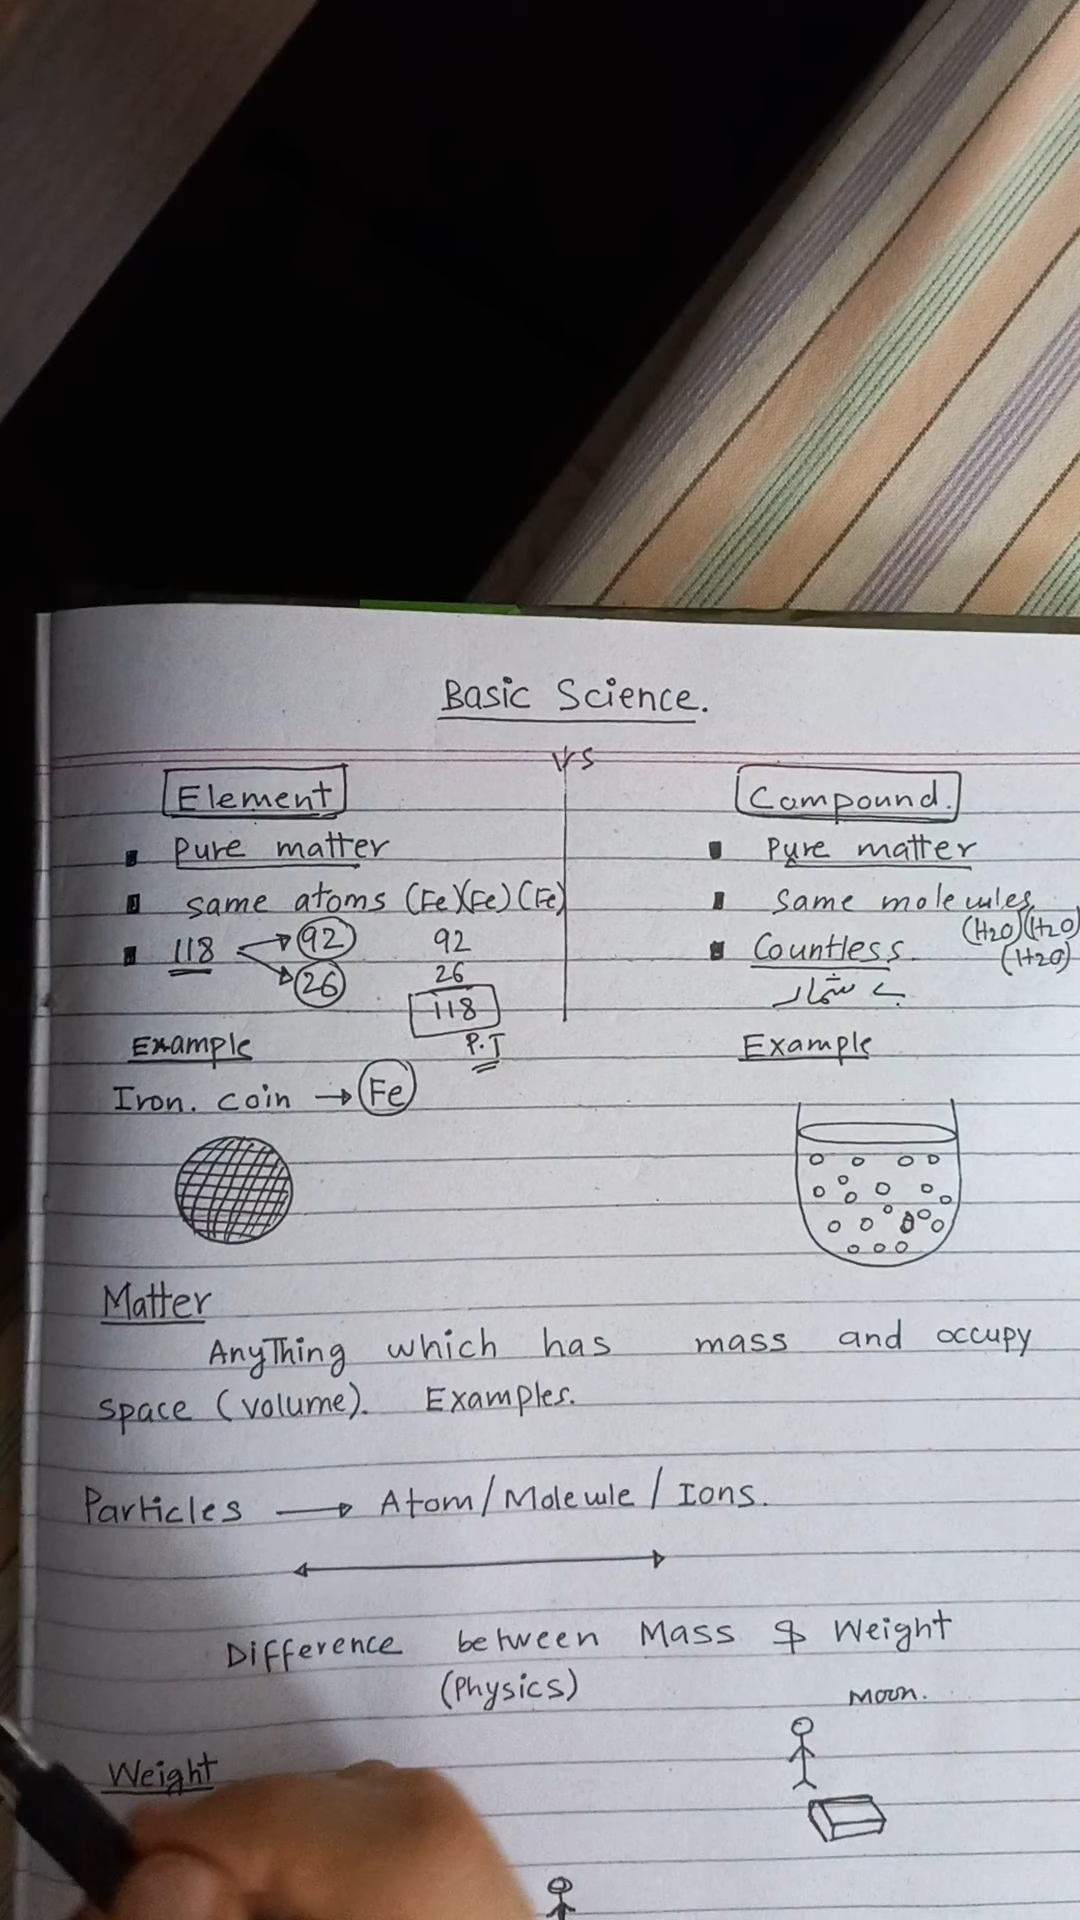 Basic Science.
vs
Element
Pure matter
same atoms (Fe)(Fe)(Fe)
118 → 92
26
92
26
118
P.T
Example
Iron. coin → Fe
Compound.
Pure matter
Same molecules
(H2O)(H2O)
(H2O)
Countless.
بے شمار
Example
Matter
AnyThing which has mass and occupy
space (volume). Examples.
Particles → Atom/Molecule/Ions.
Difference between Mass & Weight
(Physics)
Moon.
Weight